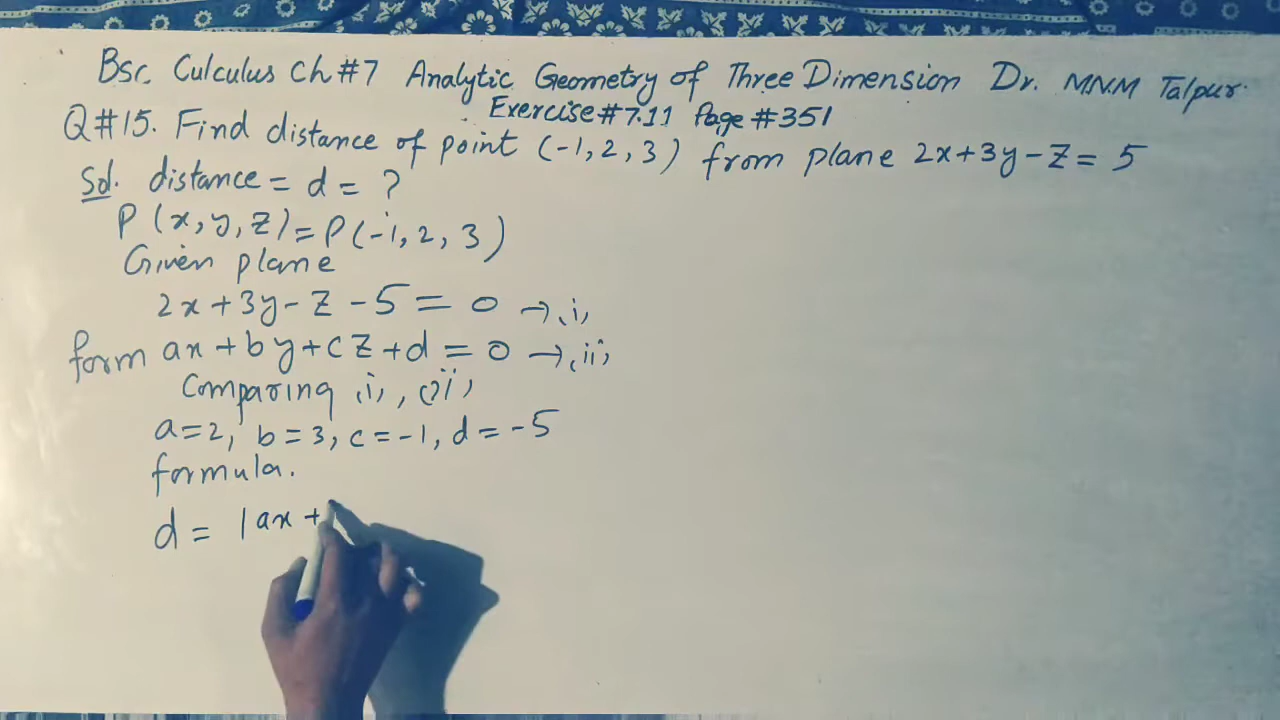 Bsc. Culculus Ch#7 Analytic Geometry of Three Dimension Dr. M.N.M Talpur.
Exercise#7.11 Page #351
Q#15. Find distance of point (-1, 2, 3) from plane 2x+3y-z= 5
Sol. distance = d = ?
P(x, y, z)= P(-1, 2, 3)
Given plane
2x+3y- z -5 = 0 →(i)
form ax + by + cz +d = 0 →(ii)
Comparing (i), (ii)
a=2, b=3, c=-1, d=-5
formula.
d = |ax +